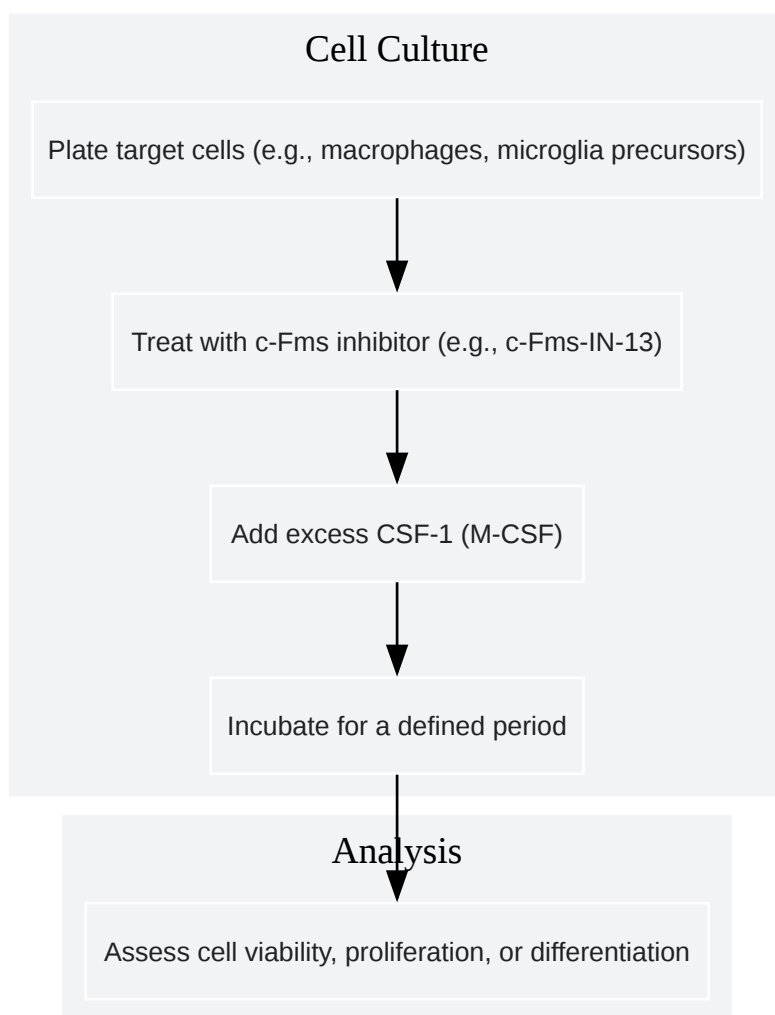 Cell Culture
Plate target cells (e.g., macrophages, microglia precursors)
Treat with c-Fms inhibitor (e.g., c-Fms-IN-13)
Add excess CSF-1 (M-CSF)
Incubate for a defined period
Analysis
Assess cell viability, proliferation, or differentiation